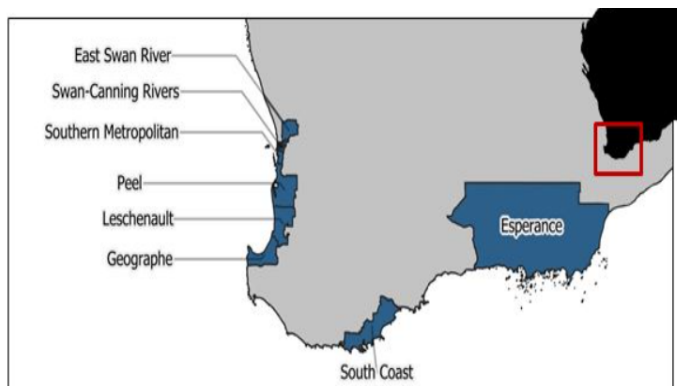 East Swan River
Swan-Canning Rivers
Southern Metropolitan
Peel
Leschenault
Geographe
Esperance
South Coast